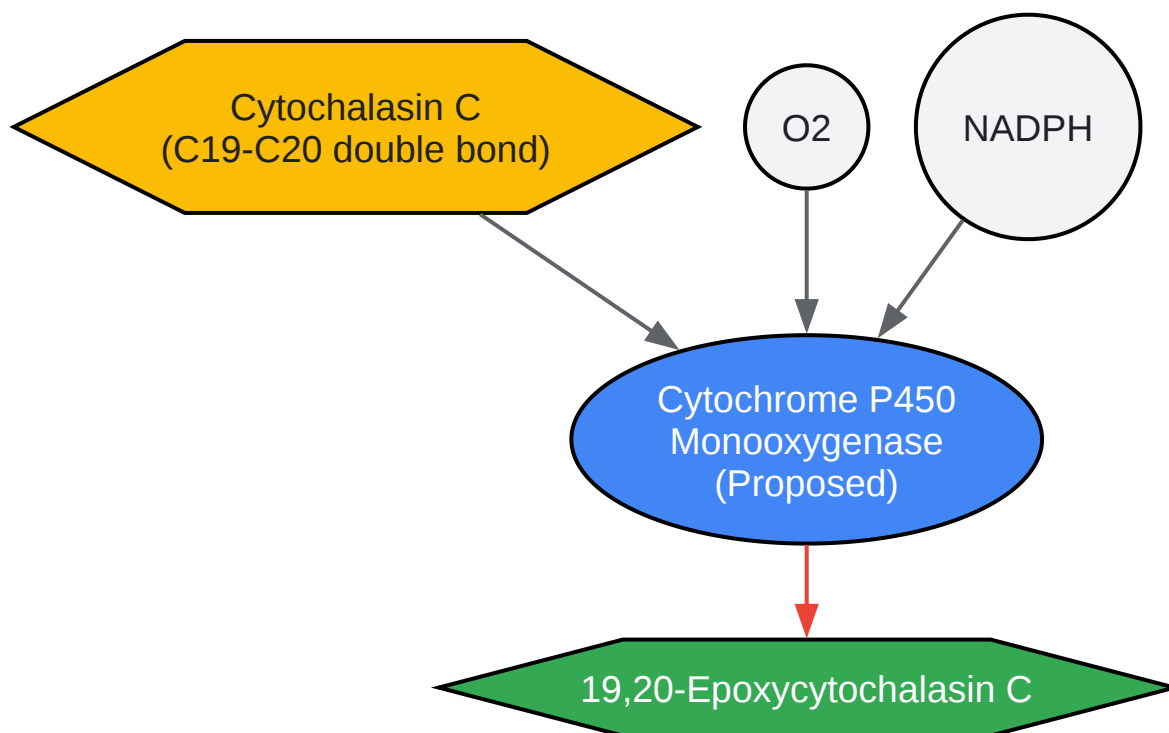 Cytochalasin C
(C19-C20 double bond)
O2
NADPH
Cytochrome P450
Monooxygenase
(Proposed)
19,20-Epoxycytochalasin C